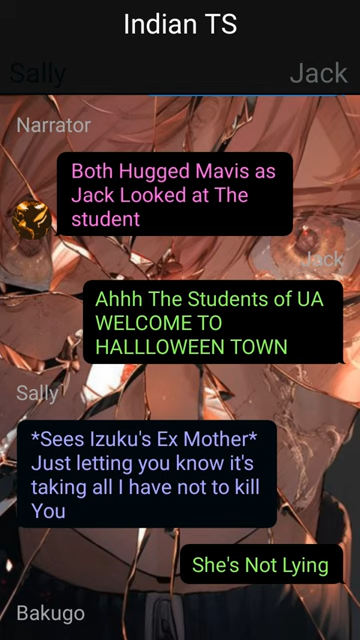 Indian TS
Sally
Jack
Narrator
Both Hugged Mavis as
Jack Looked at The
student
Jack
Ahhh The Students of UA
WELCOME TO
HALLLOWEEN TOWN
Sally
*Sees Izuku's Ex Mother*
Just letting you know it's
taking all I have not to kill
You
She's Not Lying
Bakugo